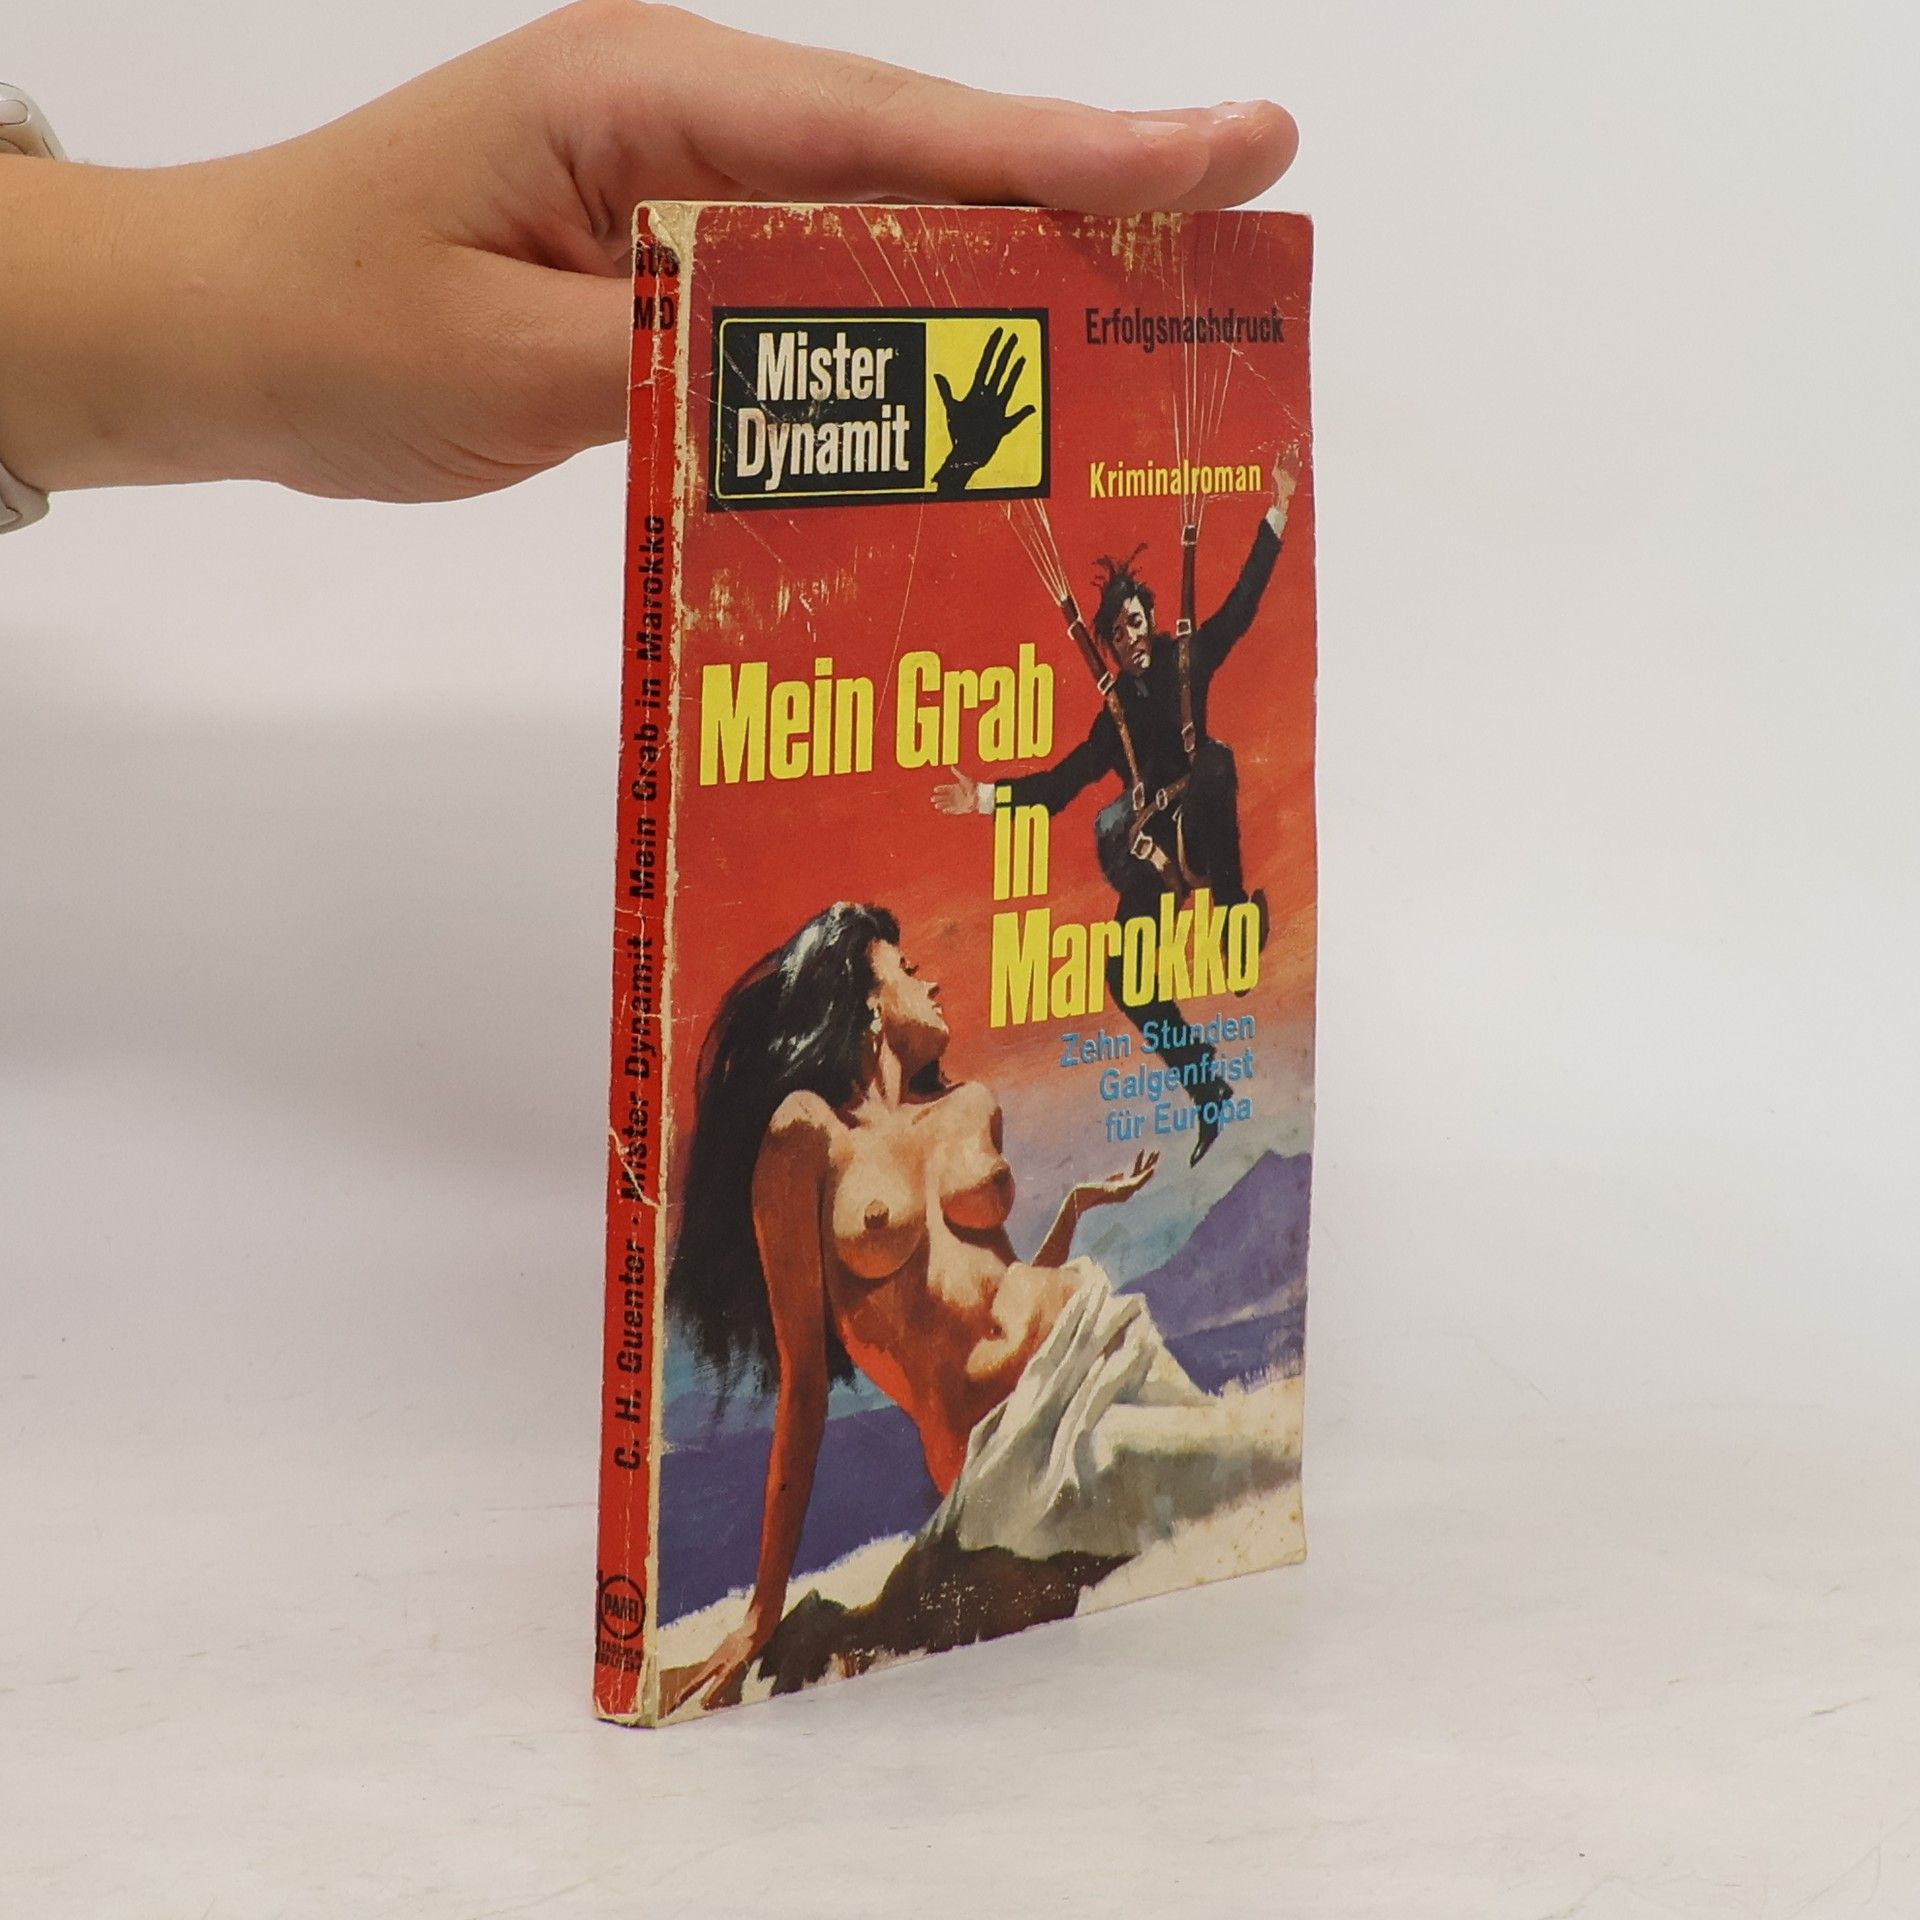 Mister
Dynamit
Erfolgsnachdruck
Kriminalroman
Mein Grab
in
Marokko
Zehn Stunden
Galgenfrist
für Europa
MD
C. H. Guenter · Mister Dynamit · Mein Grab in Marokko
PABEL